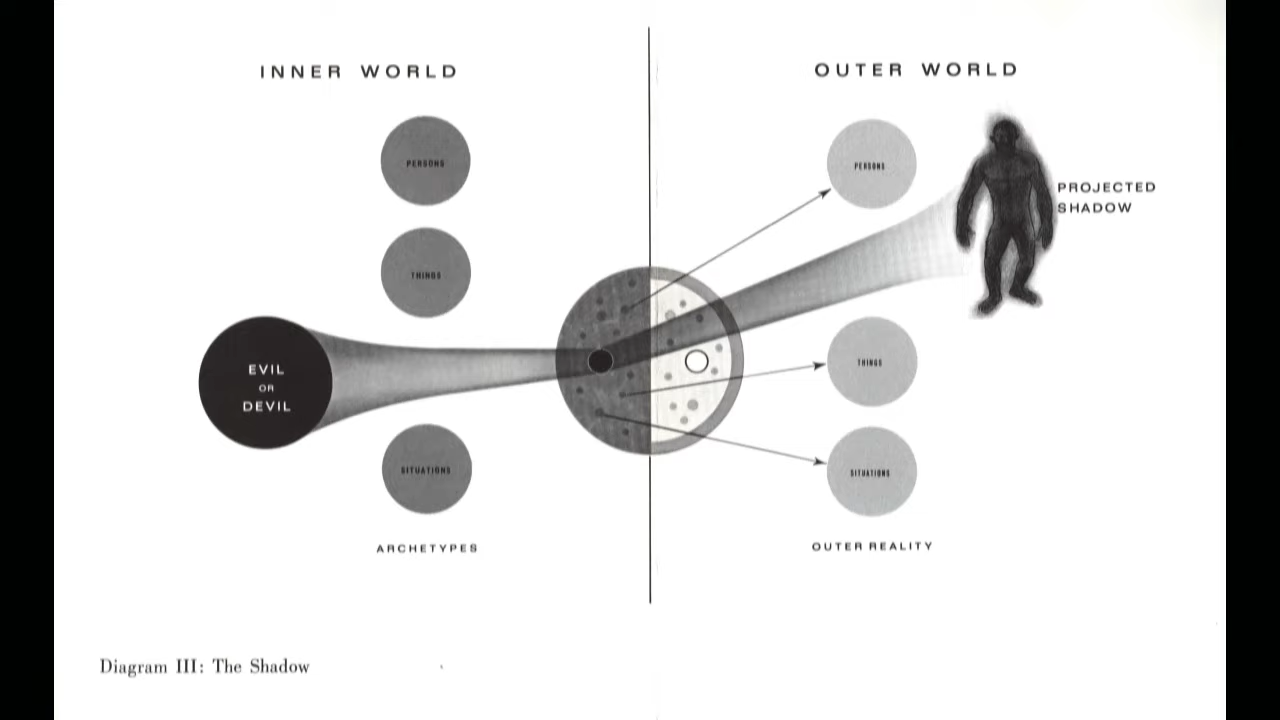 INNER WORLD
PERSONS
THINGS
EVIL
OR
DEVIL
SITUATIONS
ARCHETYPES
OUTER WORLD
PERSONS
PROJECTED
SHADOW
THINGS
SITUATIONS
OUTER REALITY
Diagram III: The Shadow